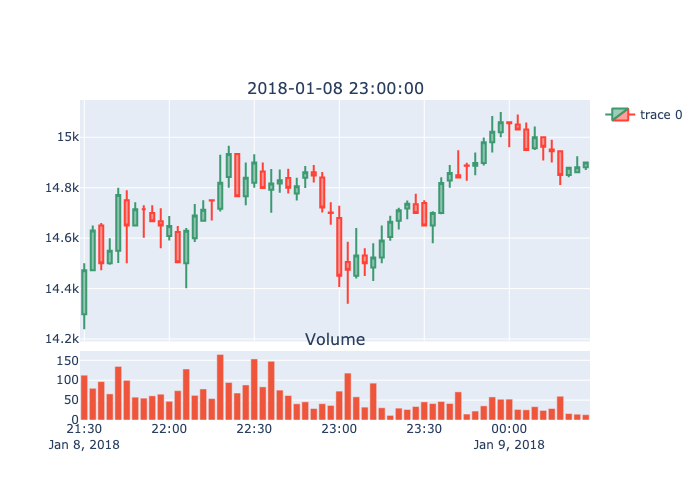 2018-01-08 23:00:00
trace 0
15k
14.8k
14.6k
14.4k
14.2k
Volume
150
100
50
0
21:30 22:00 22:30 23:00 23:30 00:00
Jan 8, 2018 Jan 9, 2018